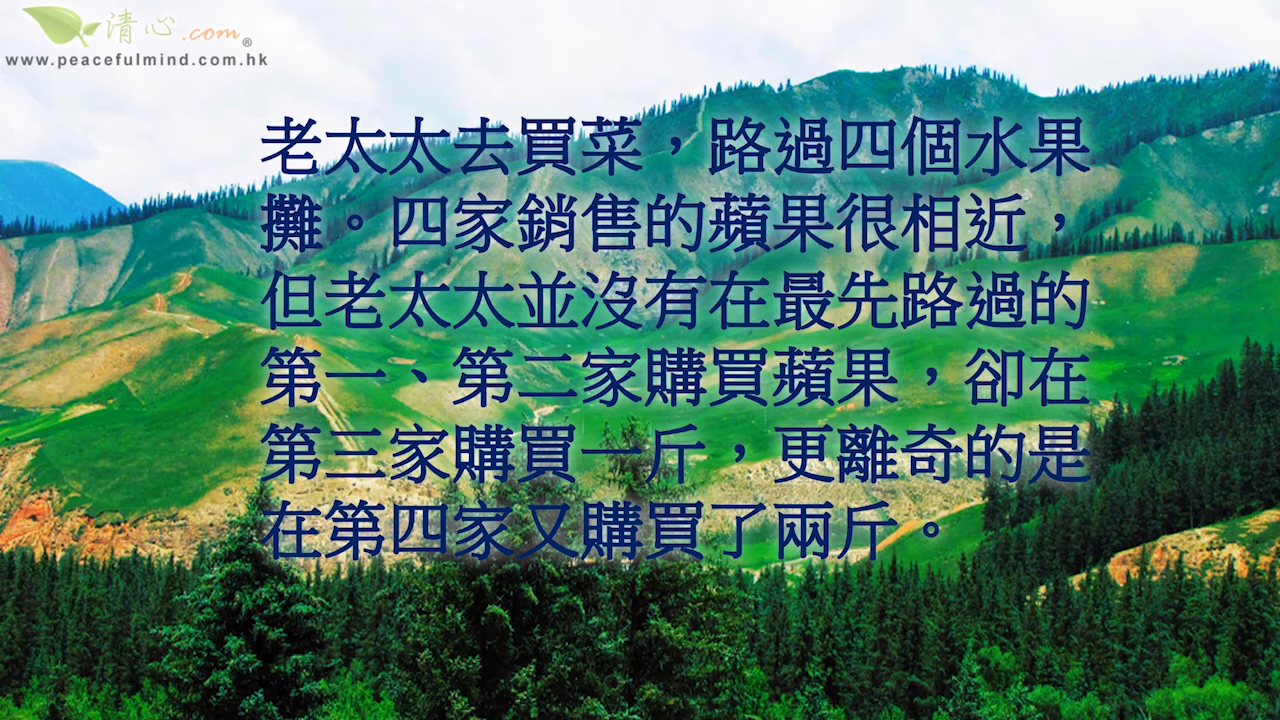 清心.com®
www.peacefulmind.com.hk
老太太去買菜，路過四個水果
攤。四家銷售的蘋果很相近，
但老太太並沒有在最先路過的
第一、第二家購買蘋果，卻在
第三家購買一斤，更離奇的是
在第四家又購買了兩斤。